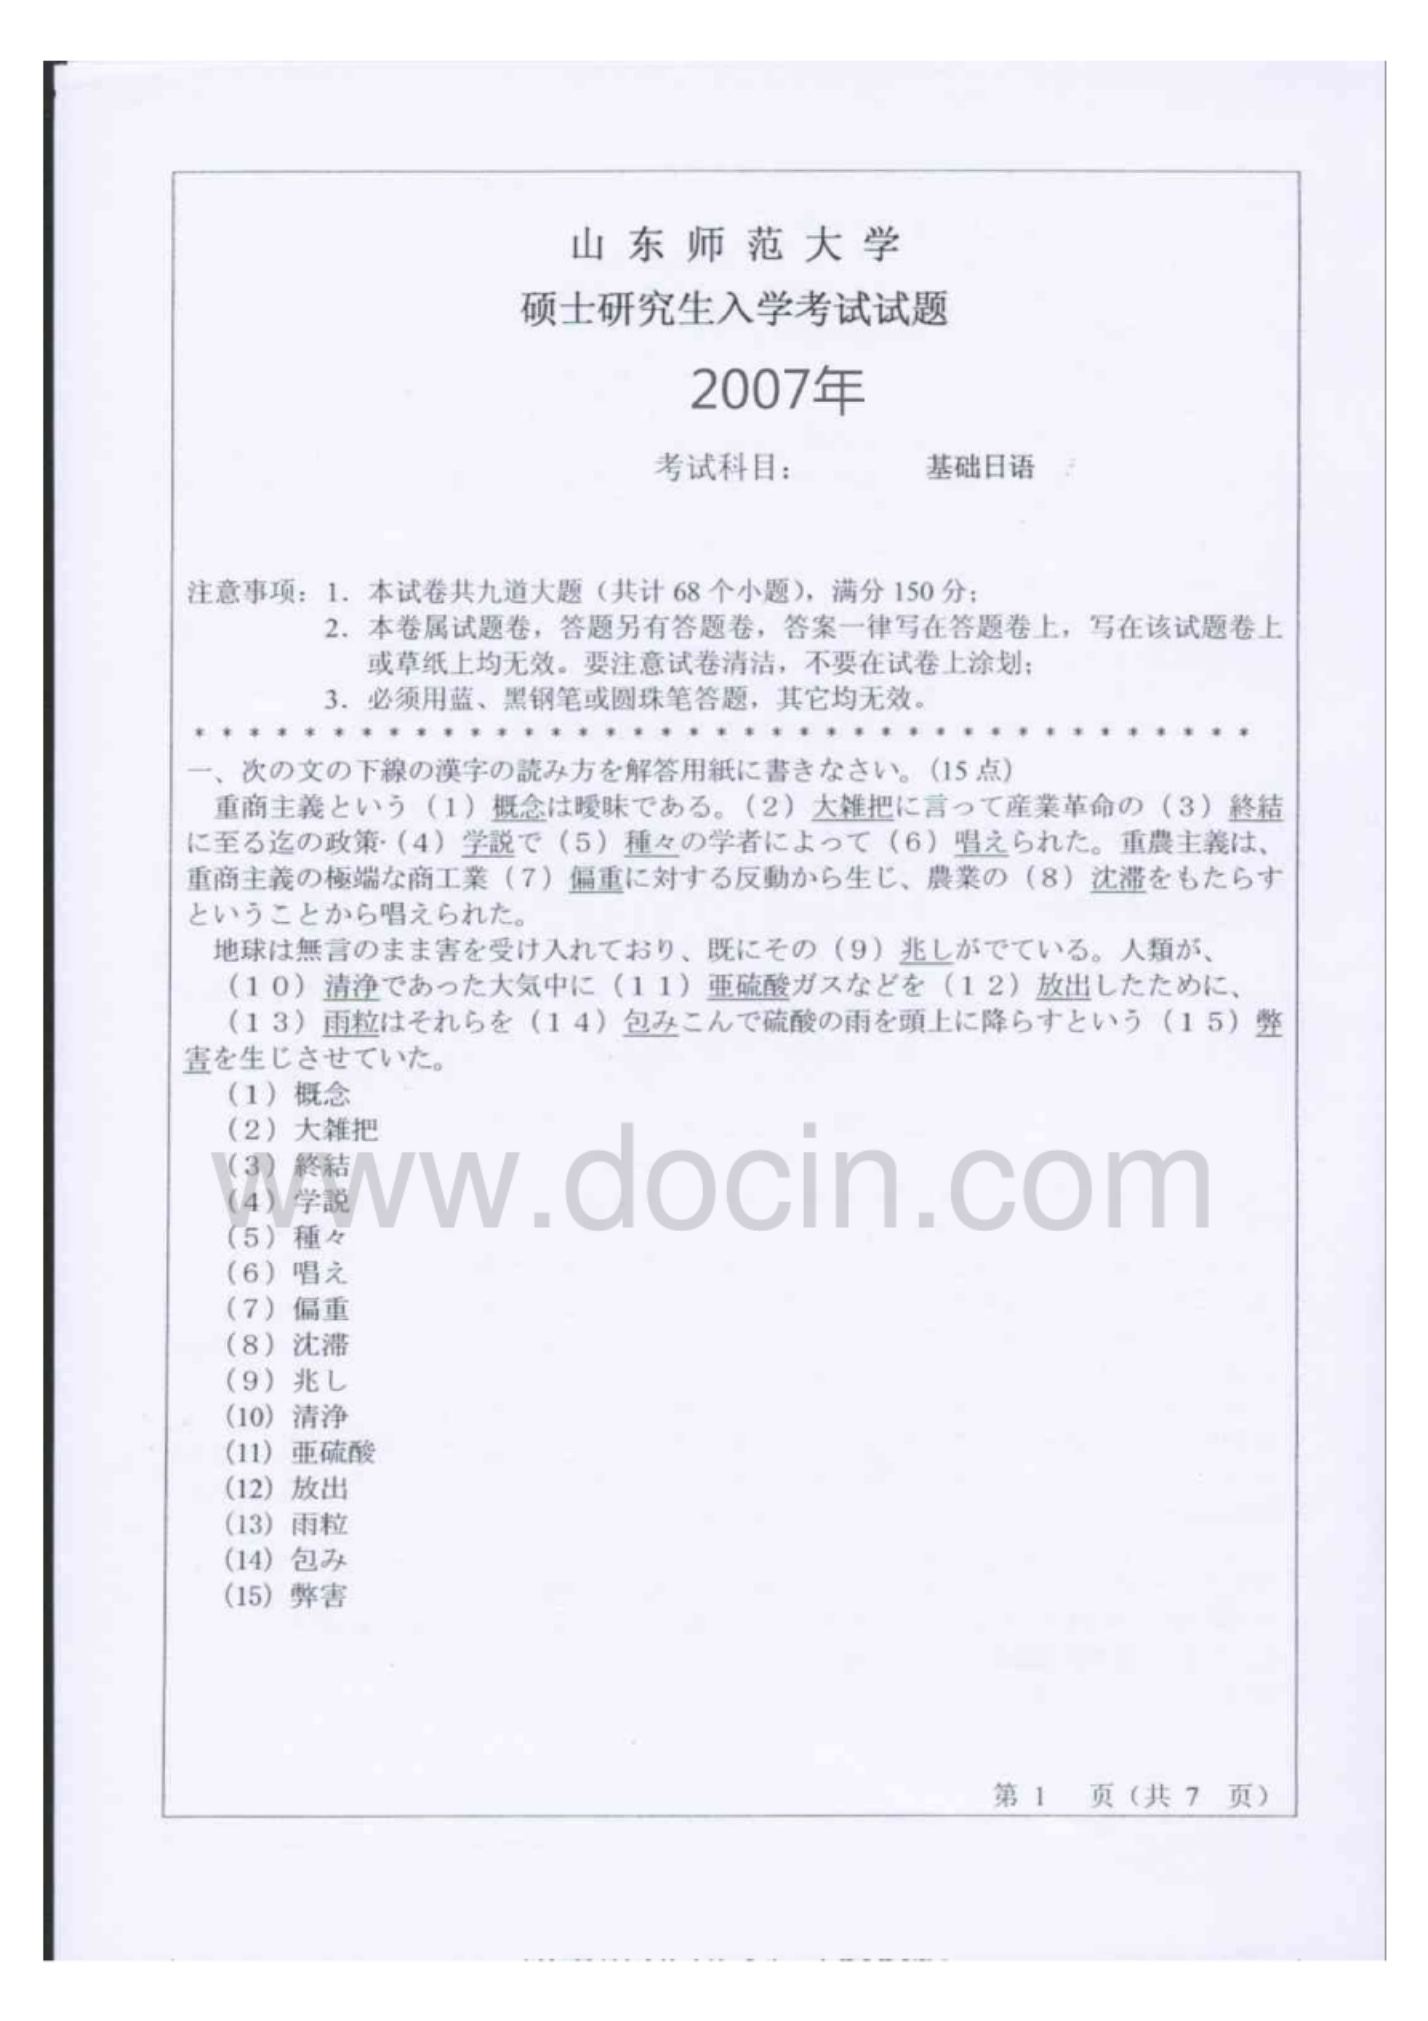 山东师范大学
硕士研究生入学考试试题
2007年
考试科目： 基础日语
注意事项：1．本试卷共九道大题（共计 68 个小题），满分 150 分；
2．本卷属试题卷，答题另有答题卷，答案一律写在答题卷上，写在该试题卷上
或草纸上均无效。要注意试卷清洁，不要在试卷上涂划；
3．必须用蓝、黑钢笔或圆珠笔答题，其它均无效。
* * * * * * * * * * * * * * * * * * * * * * * * * * * * * * * * * * * * * * *
一、次の文の下線の漢字の読み方を解答用紙に書きなさい。（15 点）
重商主義という（1）概念は曖昧である。（2）大雑把に言って産業革命の（3）終結
に至る迄の政策·（4）学説で（5）種々の学者によって（6）唱えられた。重農主義は、
重商主義の極端な商工業（7）偏重に対する反動から生じ、農業の（8）沈滞をもたらす
ということから唱えられた。
地球は無言のまま害を受け入れており、既にその（9）兆しがでている。人類が、
（10）清浄であった大気中に（11）亜硫酸ガスなどを（12）放出したために、
（13）雨粒はそれらを（14）包みこんで硫酸の雨を頭上に降らすという（15）弊
害を生じさせていた。
（1）概念
（2）大雑把
（3）終結
（4）学説
（5）種々
（6）唱え
（7）偏重
（8）沈滞
（9）兆し
（10）清浄
（11）亜硫酸
（12）放出
（13）雨粒
（14）包み
（15）弊害
www.docin.com
第 1 页（共 7 页）